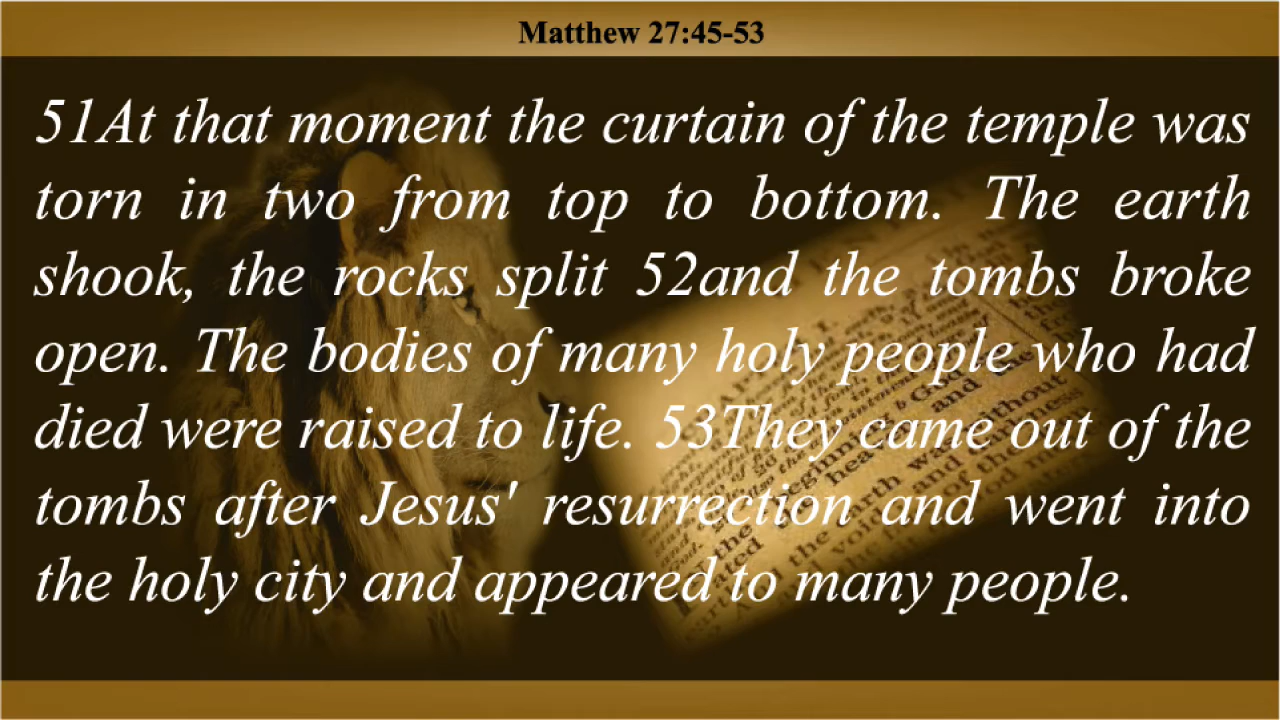 Matthew 27:45-53
51At that moment the curtain of the temple was
torn in two from top to bottom. The earth
shook, the rocks split 52and the tombs broke
open. The bodies of many holy people who had
died were raised to life. 53They came out of the
tombs after Jesus' resurrection and went into
the holy city and appeared to many people.